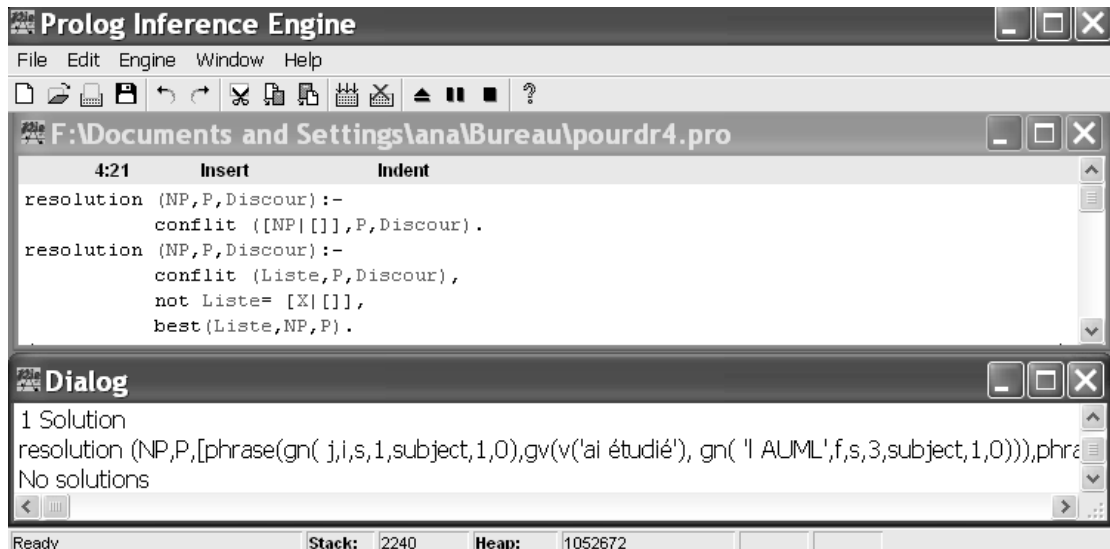 Prolog Inference Engine
File Edit Engine Window Help
F:\Documents and Settings\ana\Bureau\pourdr4.pro
4:21 Insert Indent
resolution (NP,P,Discour):-
conflit ([NP|[]],P,Discour).
resolution (NP,P,Discour):-
conflit (Liste,P,Discour),
not Liste= [X|[]],
best(Liste,NP,P).
Dialog
1 Solution
resolution (NP,P,[phrase(gn( j,i,s,1,subject,1,0),gv(v('ai étudié'), gn( 'l AUML',f,s,3,subject,1,0))),phra
No solutions
Ready Stack: 2240 Heap: 1052672